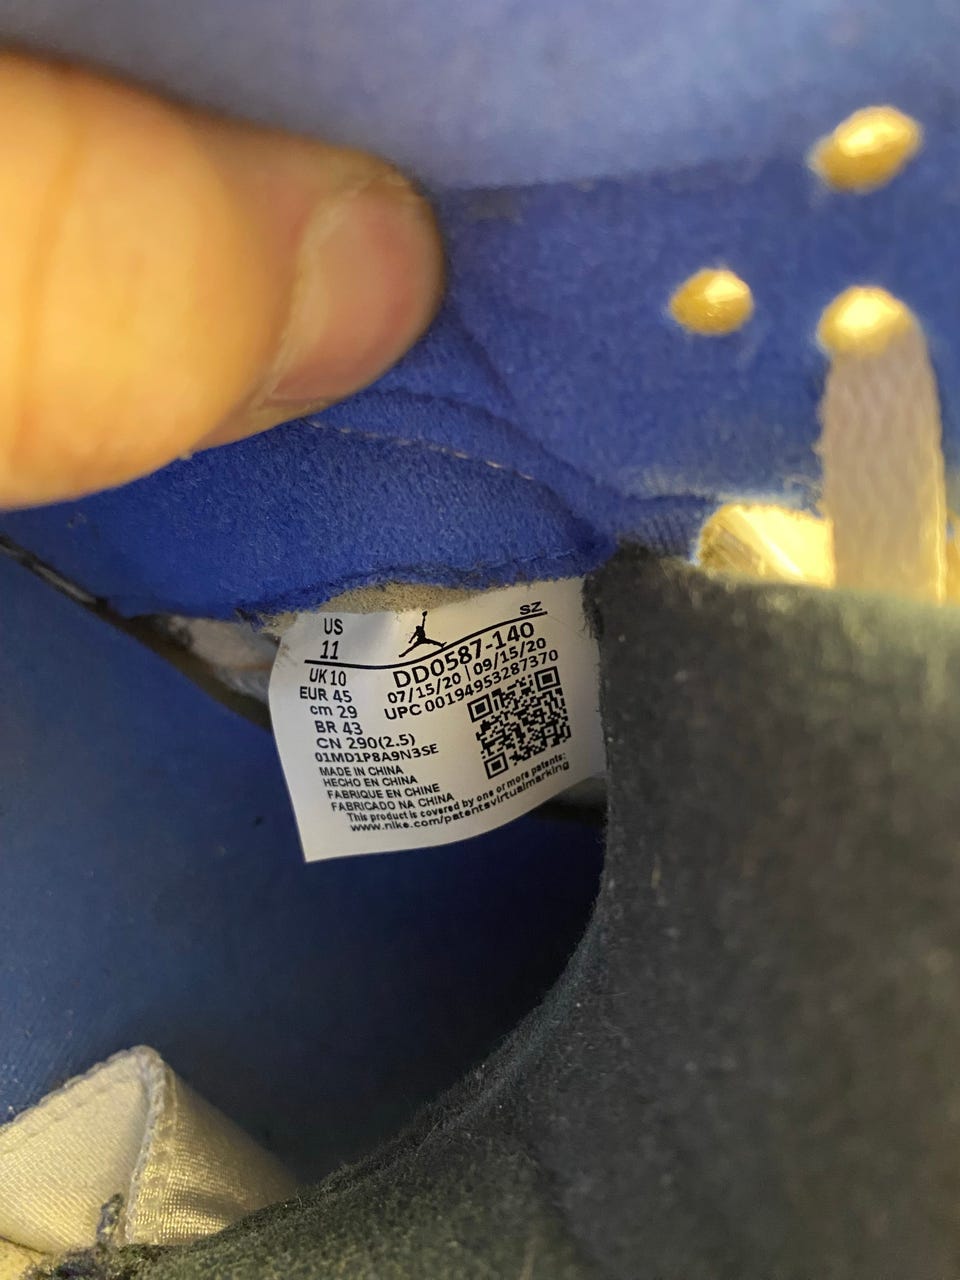 US
11
UK 10
EUR 45
cm 29
BR 43
CN 290(2.5)
01MD1P8A9N3SE
MADE IN CHINA
HECHO EN CHINA
FABRIQUE EN CHINE
FABRICADO NA CHINA
This product is covered by one or more patents:
www.nike.com/patentsvirtualmarking
SZ
DD0587-140
07/15/20 | 09/15/20
UPC 00194953287370